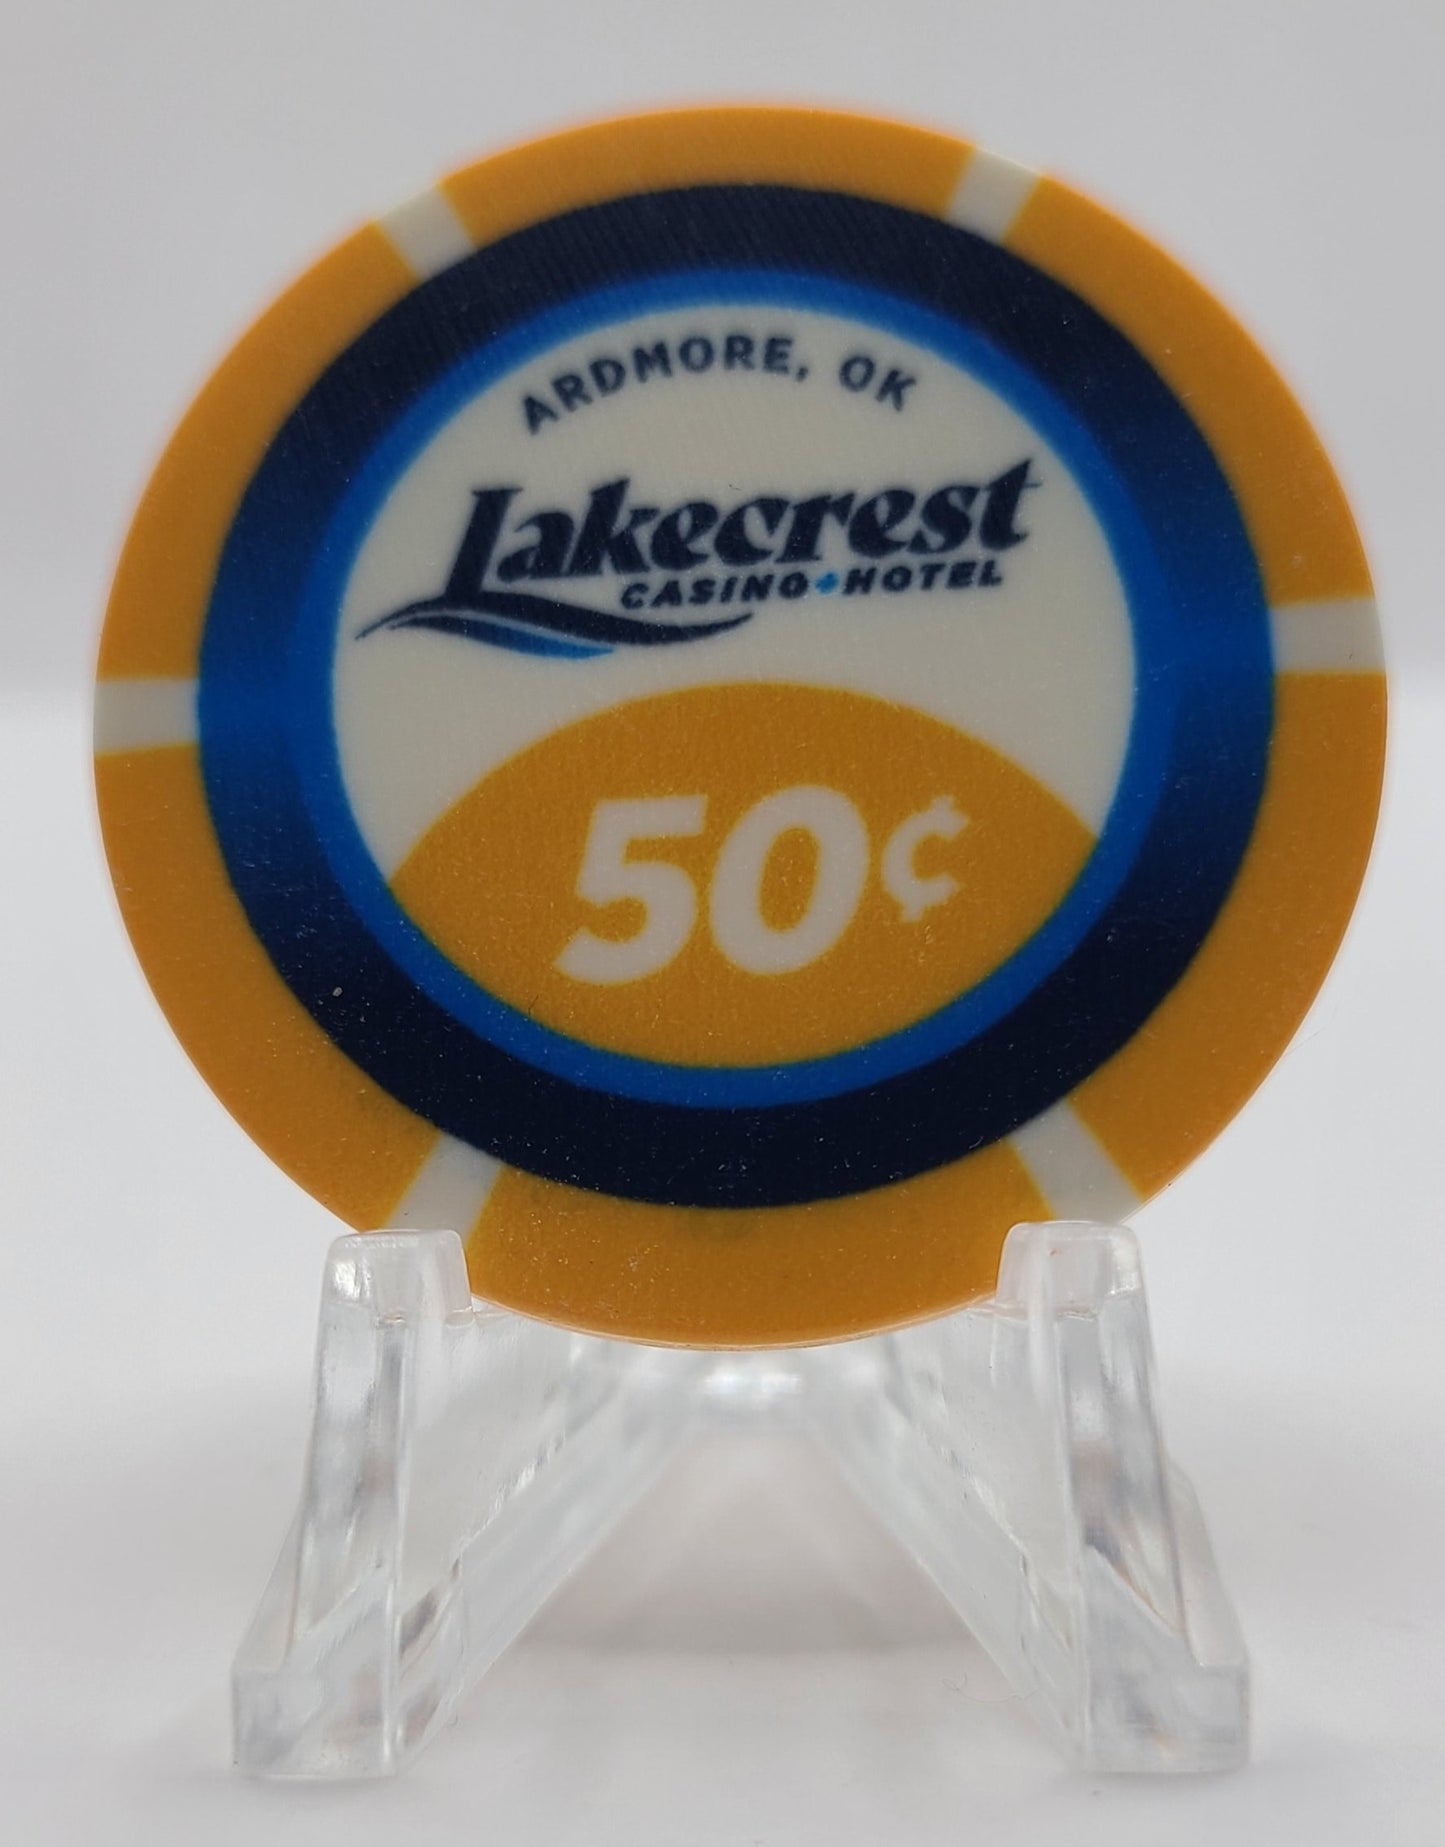 ARDMORE, OK
Lakecrest
CASINO+HOTEL
50¢